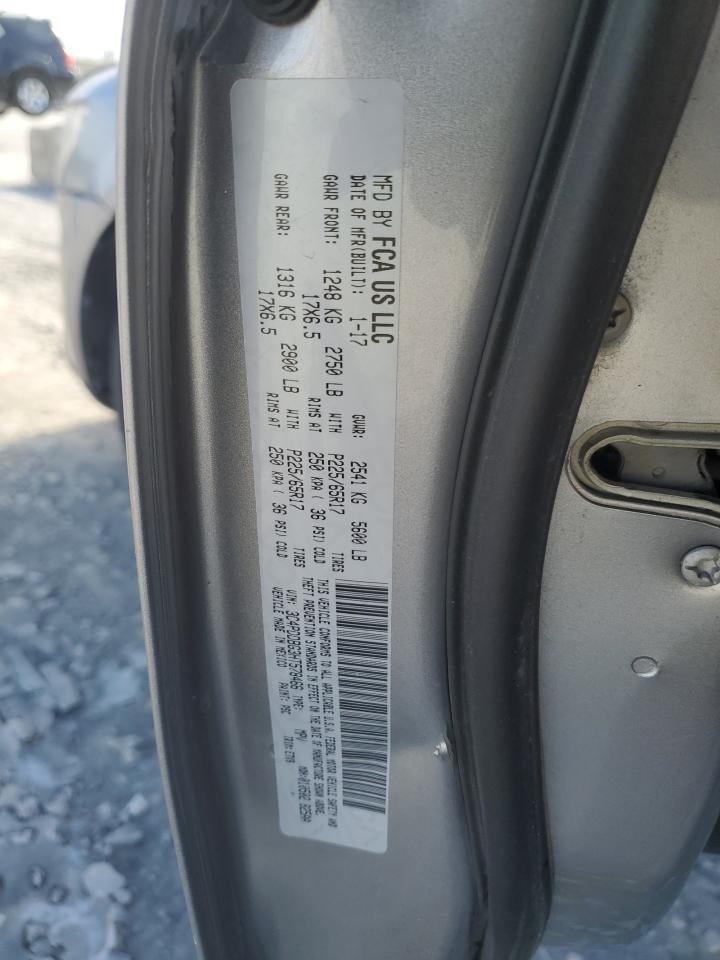 MFD BY FCA US LLC
DATE OF MFR(BUILT): 1-17 GVWR: 2541 KG 5600 LB
GAWR FRONT: 1248 KG 2750 LB WITH P225/65R17 TIRES
17X6.5 RIMS AT 250 KPA( 36 PSI) COLD
GAWR REAR: 1316 KG 2900 LB WITH P225/65R17 TIRES
17X6.5 RIMS AT 250 KPA( 36 PSI) COLD
THIS VEHICLE CONFORMS TO ALL APPLICABLE U.S.A. FEDERAL MOTOR VEHICLE SAFETY AND
THEFT PREVENTION STANDARDS IN EFFECT ON THE DATE OF MANUFACTURE SHOWN ABOVE.
VIN: 3C4PDDBG3HT578466 TYPE: MPV
VEHICLE MADE IN MEXICO PAINT: PSC